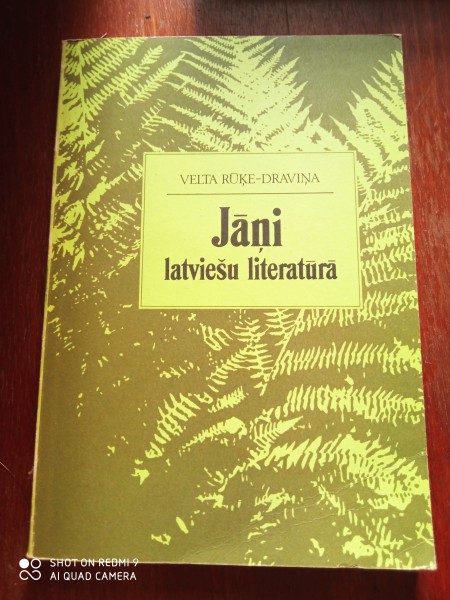 VELTA RŪĶE-DRAVIŅA
Jāņi
latviešu literatūrā
SHOT ON REDMI 9
AI QUAD CAMERA